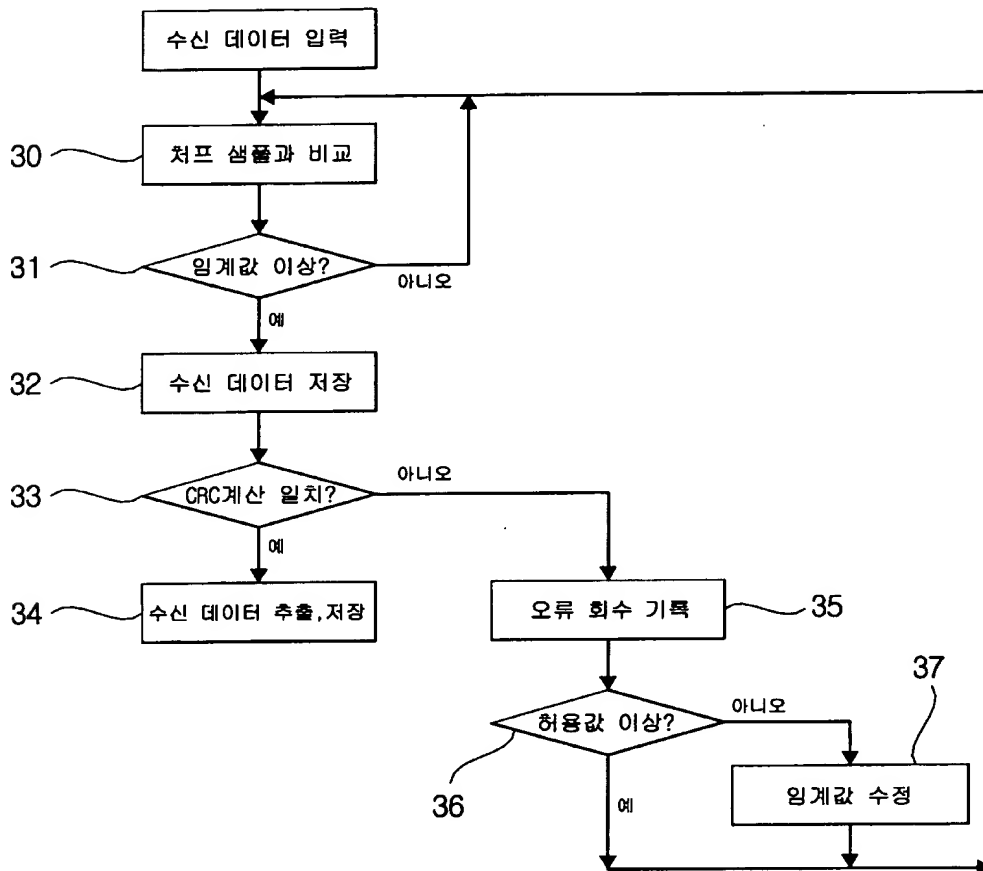 수신 데이터 입력
30
처프 샘플과 비교
31
임계값 이상?
아니오
예
32
수신 데이터 저장
33
CRC계산 일치?
아니오
예
34
수신 데이터 추출,저장
오류 회수 기록
35
37
허용값 이상?
아니오
36
예
임계값 수정